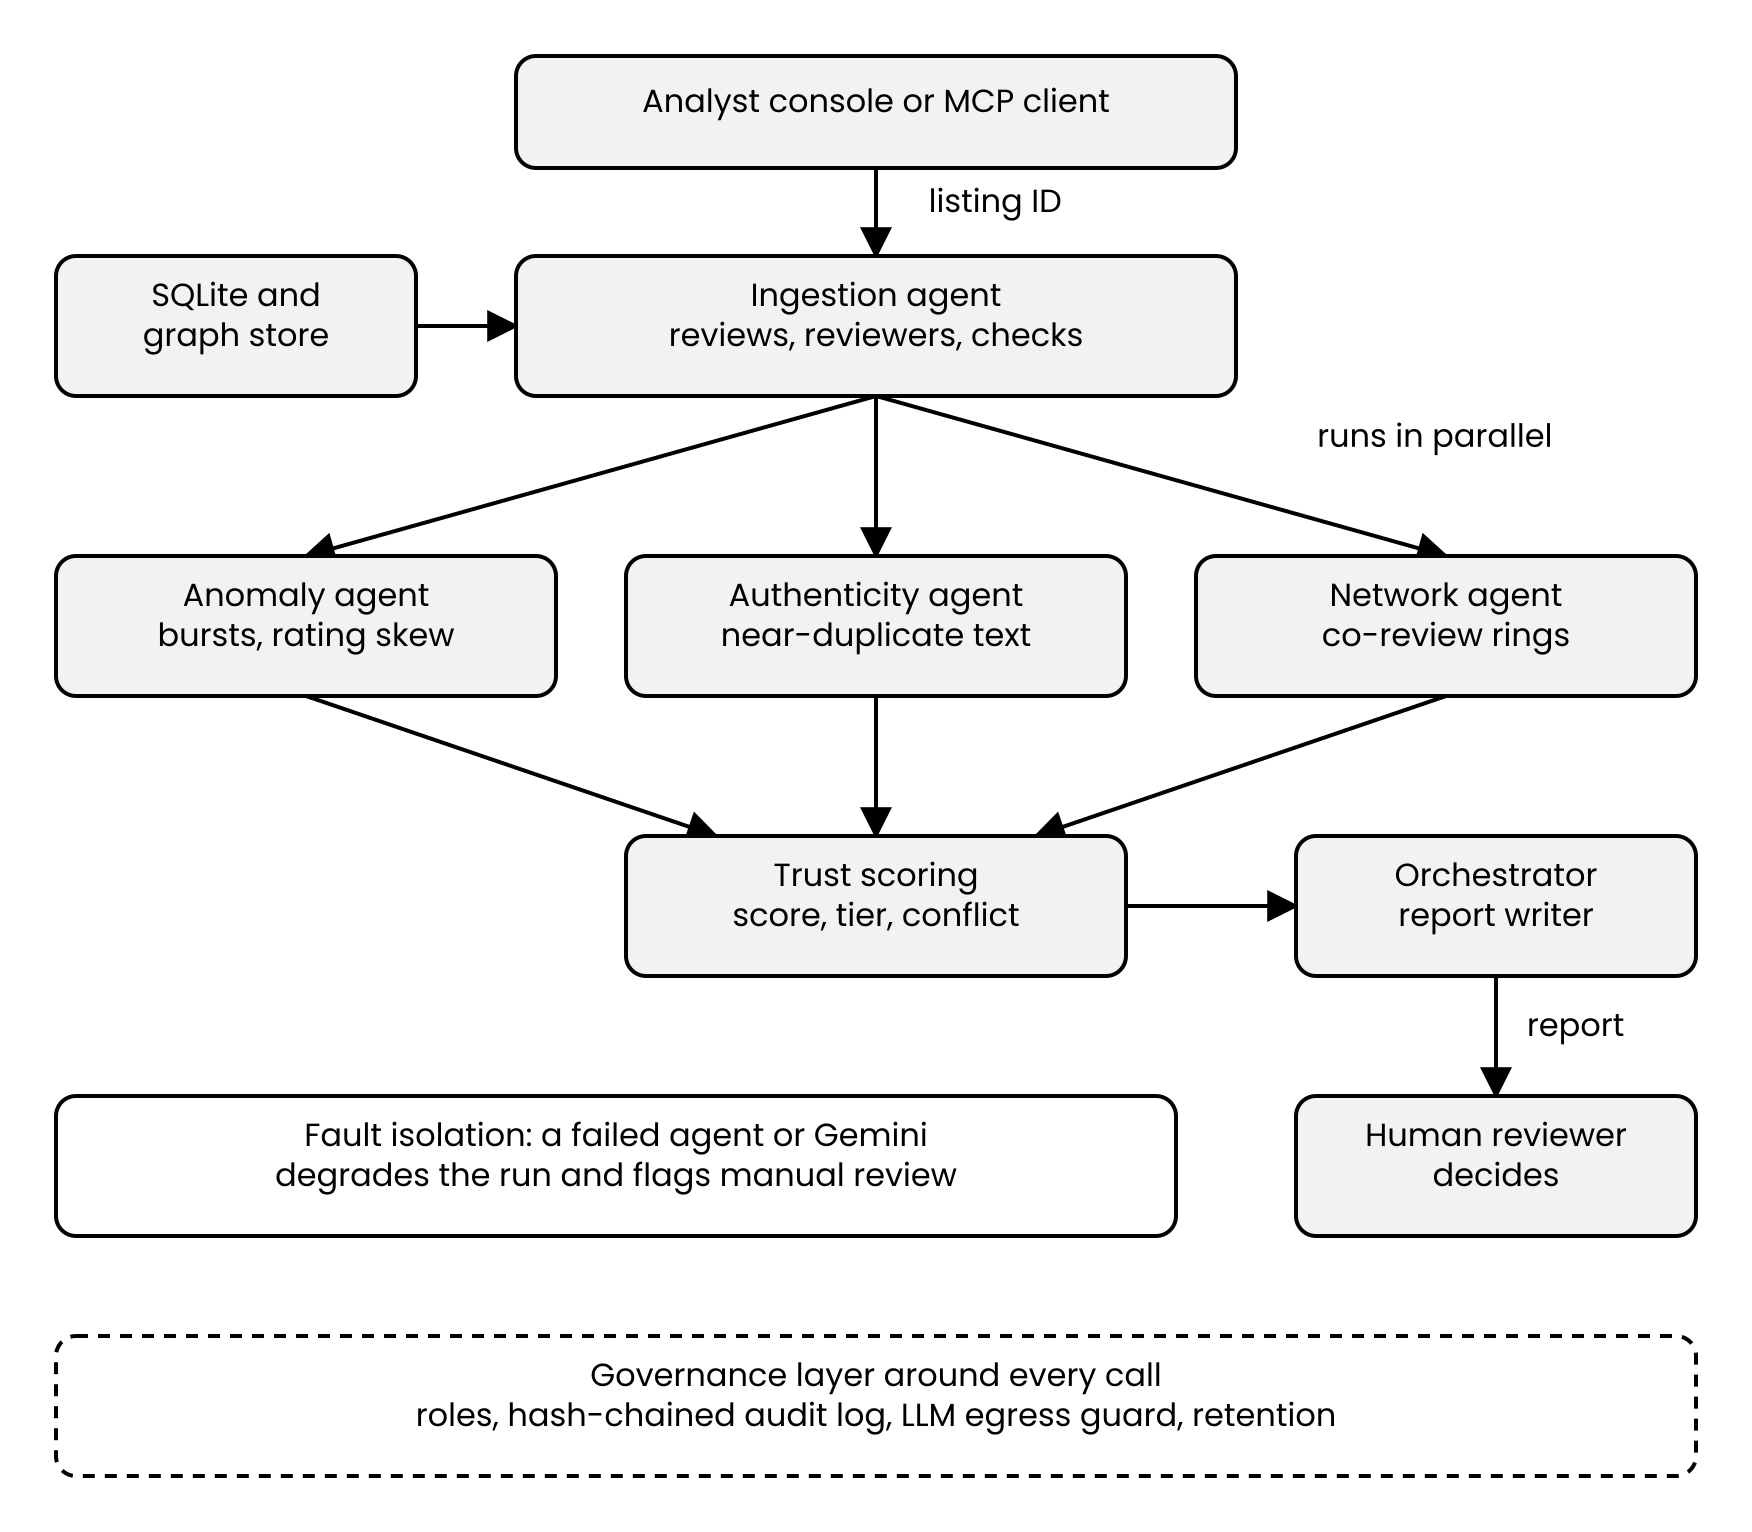 Analyst console or MCP client
listing ID
SQLite and
graph store
Ingestion agent
reviews, reviewers, checks
runs in parallel
Anomaly agent
bursts, rating skew
Authenticity agent
near-duplicate text
Network agent
co-review rings
Trust scoring
score, tier, conflict
Orchestrator
report writer
report
Fault isolation: a failed agent or Gemini
degrades the run and flags manual review
Human reviewer
decides
Governance layer around every call
roles, hash-chained audit log, LLM egress guard, retention